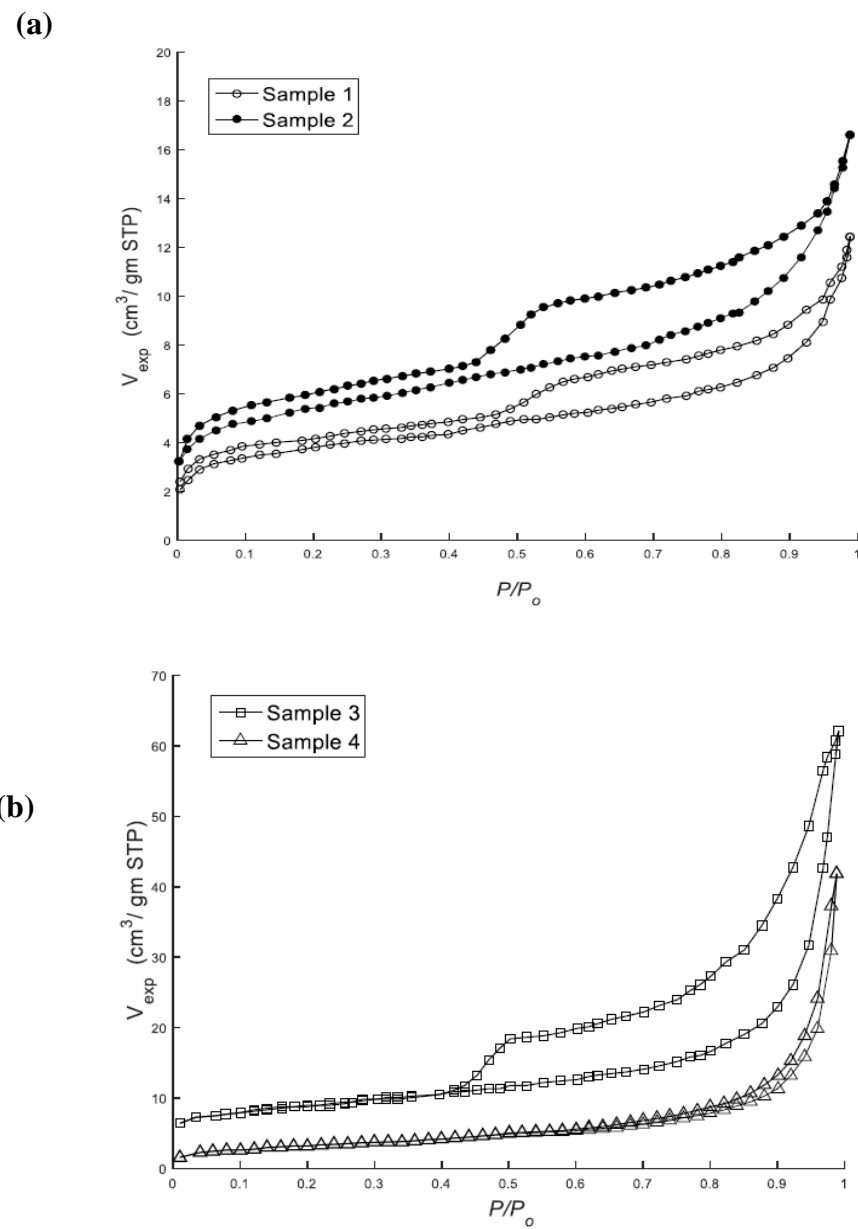 (a)
20
18
16
14
12
10
8
6
4
2
0
V_exp (cm³/ gm STP)
Sample 1
Sample 2
0 0.1 0.2 0.3 0.4 0.5 0.6 0.7 0.8 0.9 1
P/P_o
(b)
70
60
50
40
30
20
10
0
V_exp (cm³/ gm STP)
Sample 3
Sample 4
0 0.1 0.2 0.3 0.4 0.5 0.6 0.7 0.8 0.9 1
P/P_o